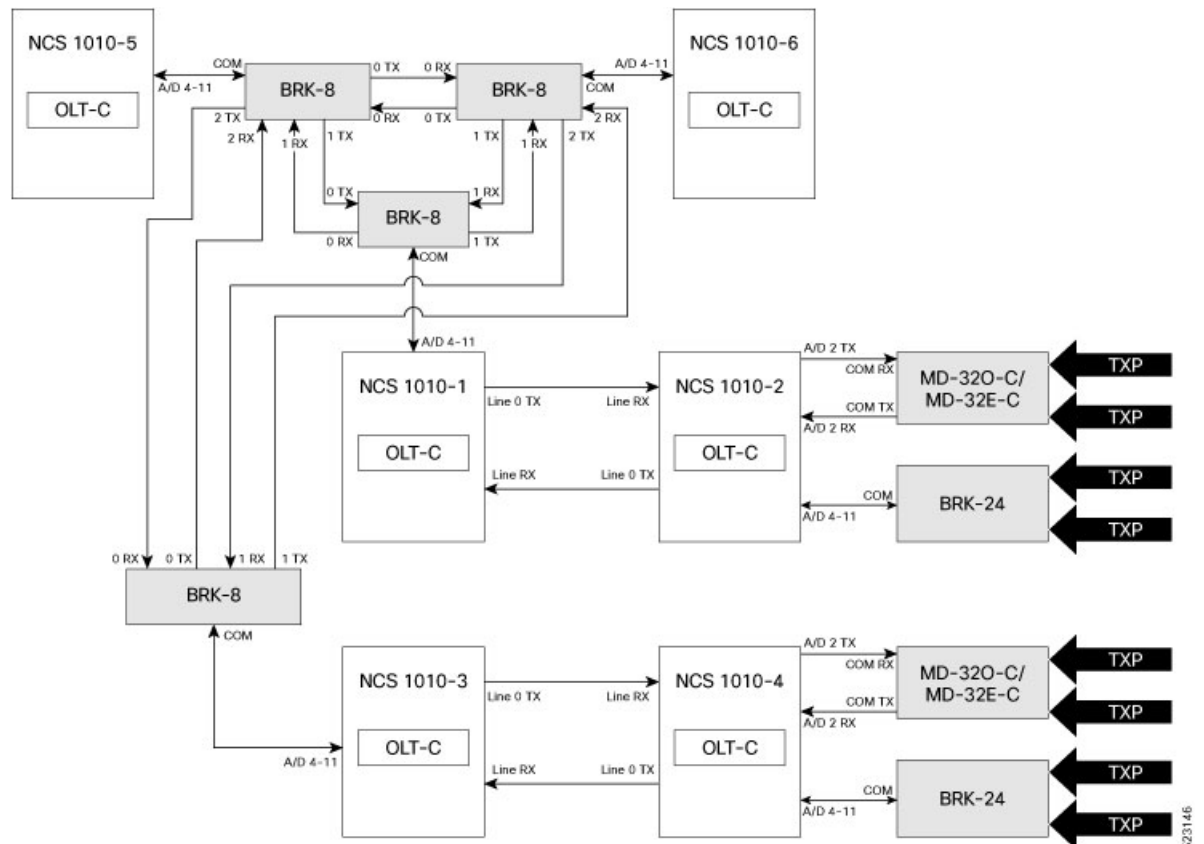 NCS 1010-5
OLT-C
COM
A/D 4-11
BRK-8
0 TX
0 RX
0 RX
0 TX
BRK-8
COM
A/D 4-11
NCS 1010-6
OLT-C
2 TX
2 RX
1 RX
1 TX
1 TX
1 RX
2 TX
2 RX
0 TX
1 RX
BRK-8
0 RX
1 TX
COM
A/D 4-11
NCS 1010-1
OLT-C
Line 0 TX
Line RX
Line RX
Line 0 TX
NCS 1010-2
OLT-C
A/D 2 TX
COM RX
COM TX
A/D 2 RX
MD-32O-C/
MD-32E-C
TXP
TXP
COM
A/D 4-11
BRK-24
TXP
TXP
0 RX
0 TX
1 RX
1 TX
BRK-8
COM
A/D 4-11
NCS 1010-3
OLT-C
Line 0 TX
Line RX
Line RX
Line 0 TX
NCS 1010-4
OLT-C
A/D 2 TX
COM RX
COM TX
A/D 2 RX
MD-32O-C/
MD-32E-C
TXP
TXP
COM
A/D 4-11
BRK-24
TXP
TXP